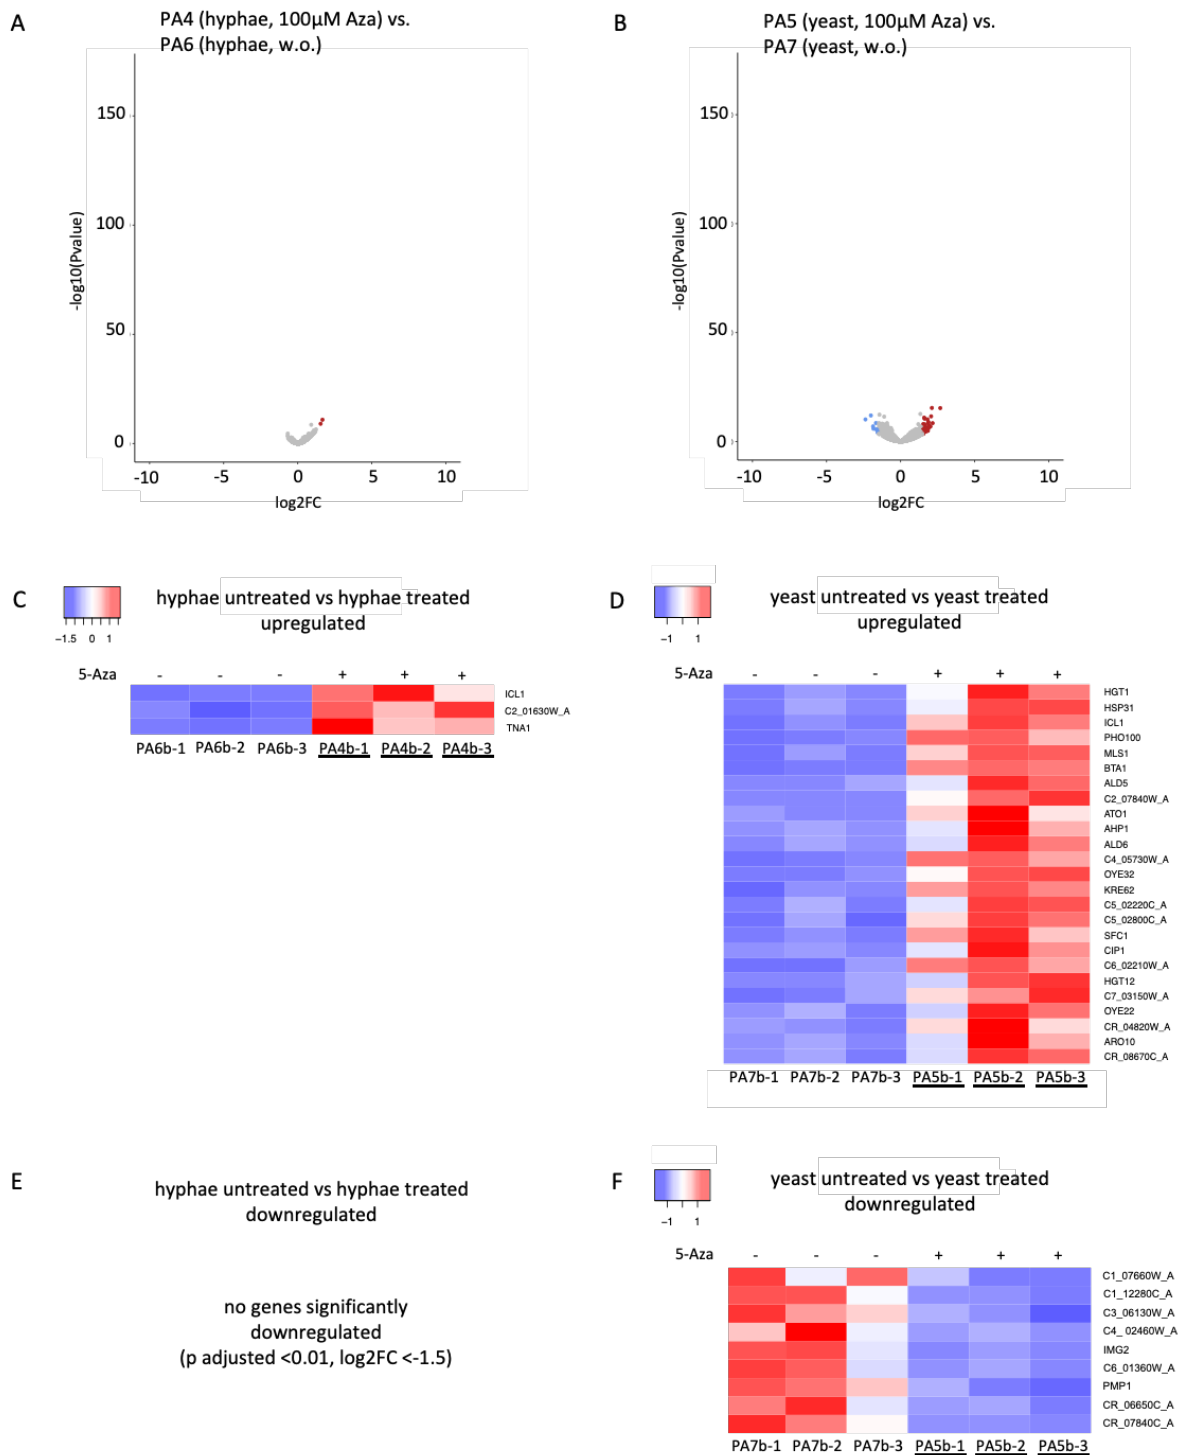 A
PA4 (hyphae, 100µM Aza) vs.
PA6 (hyphae, w.o.)
150
100
50
0
-log10(Pvalue)
-10 -5 0 5 10
log2FC
B
PA5 (yeast, 100µM Aza) vs.
PA7 (yeast, w.o.)
150
100
50
0
-log10(Pvalue)
-10 -5 0 5 10
log2FC
C
−1.5 0 1
hyphae untreated vs hyphae treated
upregulated
5-Aza - - - + + +
ICL1
C2_01630W_A
TNA1
PA6b-1 PA6b-2 PA6b-3 PA4b-1 PA4b-2 PA4b-3
D
−1 1
yeast untreated vs yeast treated
upregulated
5-Aza - - - + + +
HGT1
HSP31
ICL1
PHO100
MLS1
BTA1
ALD5
C2_07840W_A
ATO1
AHP1
ALD6
C4_05730W_A
OYE32
KRE62
C5_02220C_A
C5_02800C_A
SFC1
CIP1
C6_02210W_A
HGT12
C7_03150W_A
OYE22
CR_04820W_A
ARO10
CR_08670C_A
PA7b-1 PA7b-2 PA7b-3 PA5b-1 PA5b-2 PA5b-3
E
hyphae untreated vs hyphae treated
downregulated
no genes significantly
downregulated
(p adjusted <0.01, log2FC <-1.5)
F
−1 1
yeast untreated vs yeast treated
downregulated
5-Aza - - - + + +
C1_07660W_A
C1_12280C_A
C3_06130W_A
C4_ 02460W_A
IMG2
C6_01360W_A
PMP1
CR_06650C_A
CR_07840C_A
PA7b-1 PA7b-2 PA7b-3 PA5b-1 PA5b-2 PA5b-3